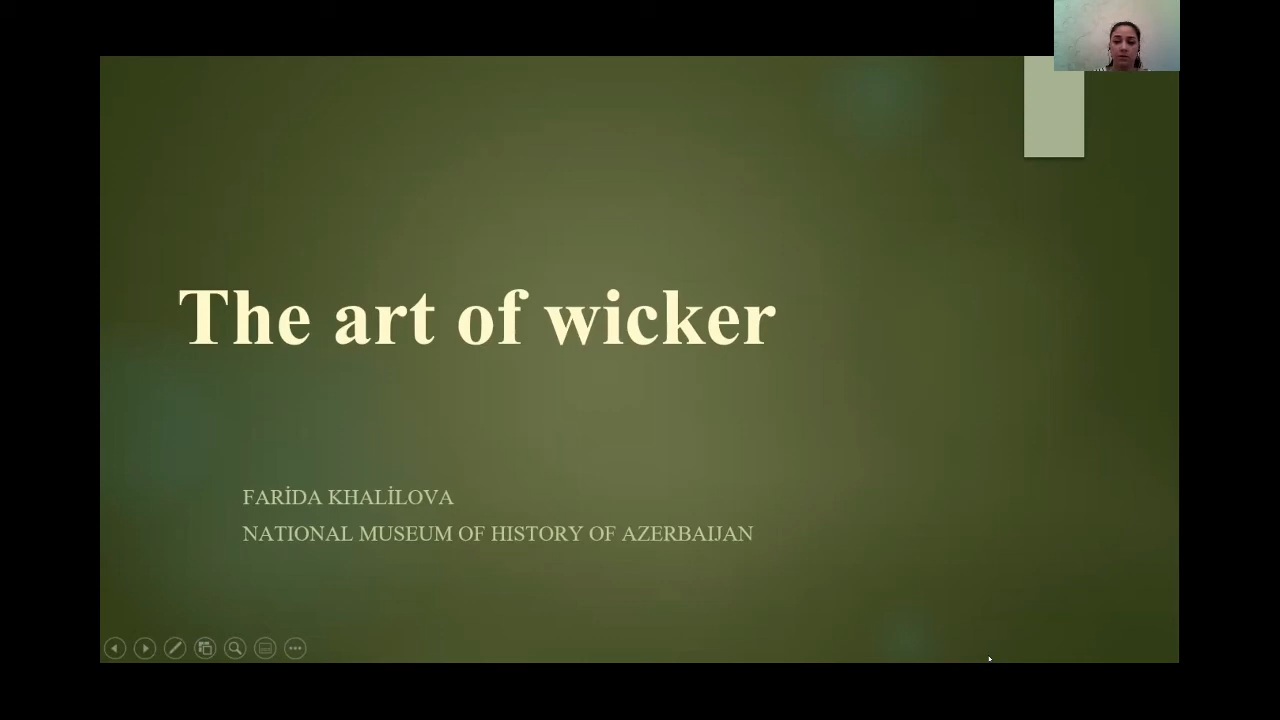 The art of wicker
FARİDA KHALİLOVA
NATIONAL MUSEUM OF HISTORY OF AZERBAIJAN